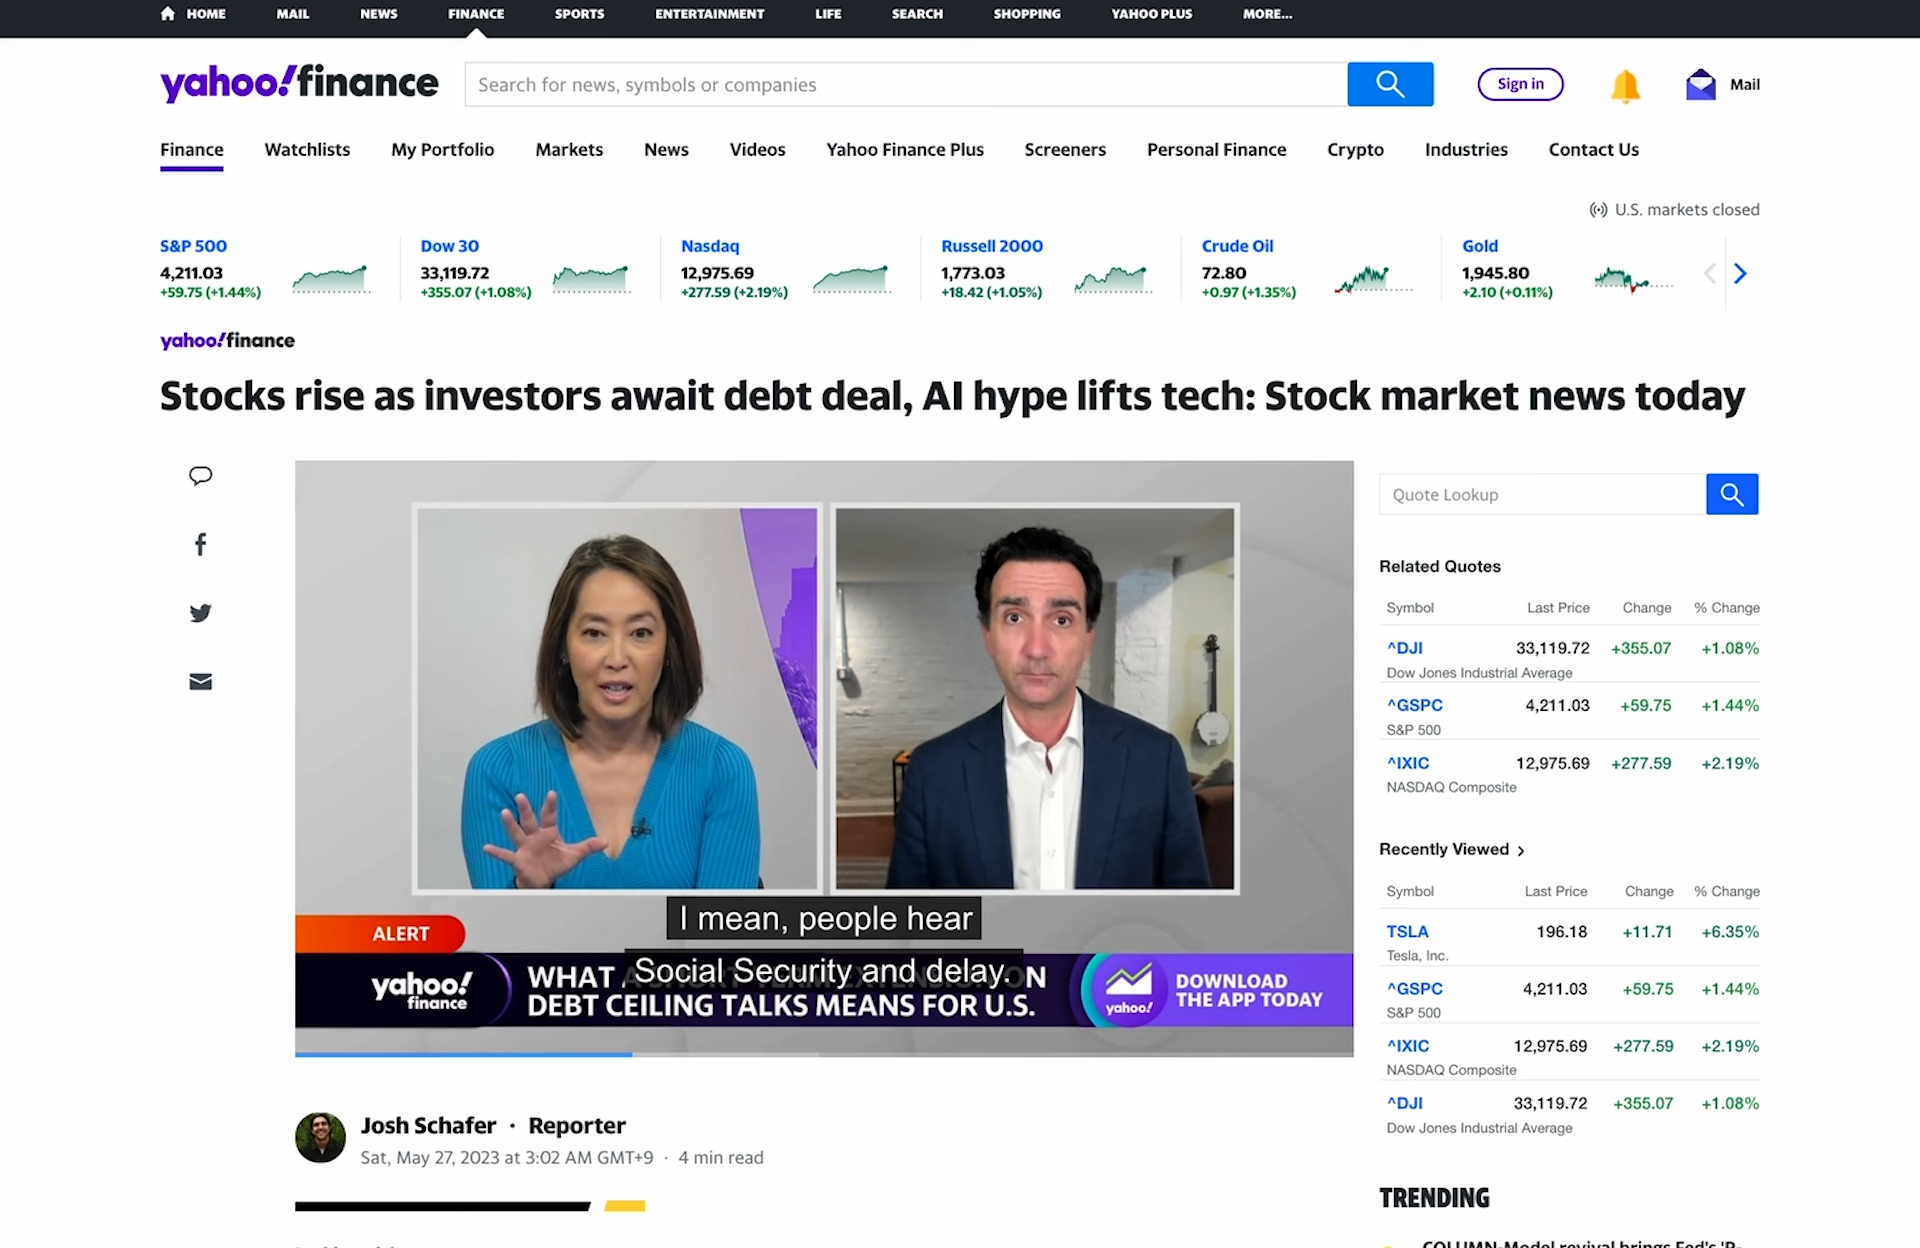 HOME MAIL NEWS FINANCE SPORTS ENTERTAINMENT LIFE SEARCH SHOPPING YAHOO PLUS MORE...
yahoo!finance
Search for news, symbols or companies
Sign in
Mail
Finance Watchlists My Portfolio Markets News Videos Yahoo Finance Plus Screeners Personal Finance Crypto Industries Contact Us
U.S. markets closed
S&P 500
4,211.03
+59.75 (+1.44%)
Dow 30
33,119.72
+355.07 (+1.08%)
Nasdaq
12,975.69
+277.59 (+2.19%)
Russell 2000
1,773.03
+18.42 (+1.05%)
Crude Oil
72.80
+0.97 (+1.35%)
Gold
1,945.80
+2.10 (+0.11%)
yahoo!finance
Stocks rise as investors await debt deal, AI hype lifts tech: Stock market news today
I mean, people hear
Social Security and delay.
ALERT
yahoo!
finance
WHAT
DEBT CEILING TALKS MEANS FOR U.S.
yahoo!
DOWNLOAD
THE APP TODAY
Josh Schafer · Reporter
Sat, May 27, 2023 at 3:02 AM GMT+9 · 4 min read
Quote Lookup
Related Quotes
Symbol Last Price Change % Change
^DJI 33,119.72 +355.07 +1.08%
Dow Jones Industrial Average
^GSPC 4,211.03 +59.75 +1.44%
S&P 500
^IXIC 12,975.69 +277.59 +2.19%
NASDAQ Composite
Recently Viewed >
Symbol Last Price Change % Change
TSLA 196.18 +11.71 +6.35%
Tesla, Inc.
^GSPC 4,211.03 +59.75 +1.44%
S&P 500
^IXIC 12,975.69 +277.59 +2.19%
NASDAQ Composite
^DJI 33,119.72 +355.07 +1.08%
Dow Jones Industrial Average
TRENDING
COLUMN-Model revival brings Fed's